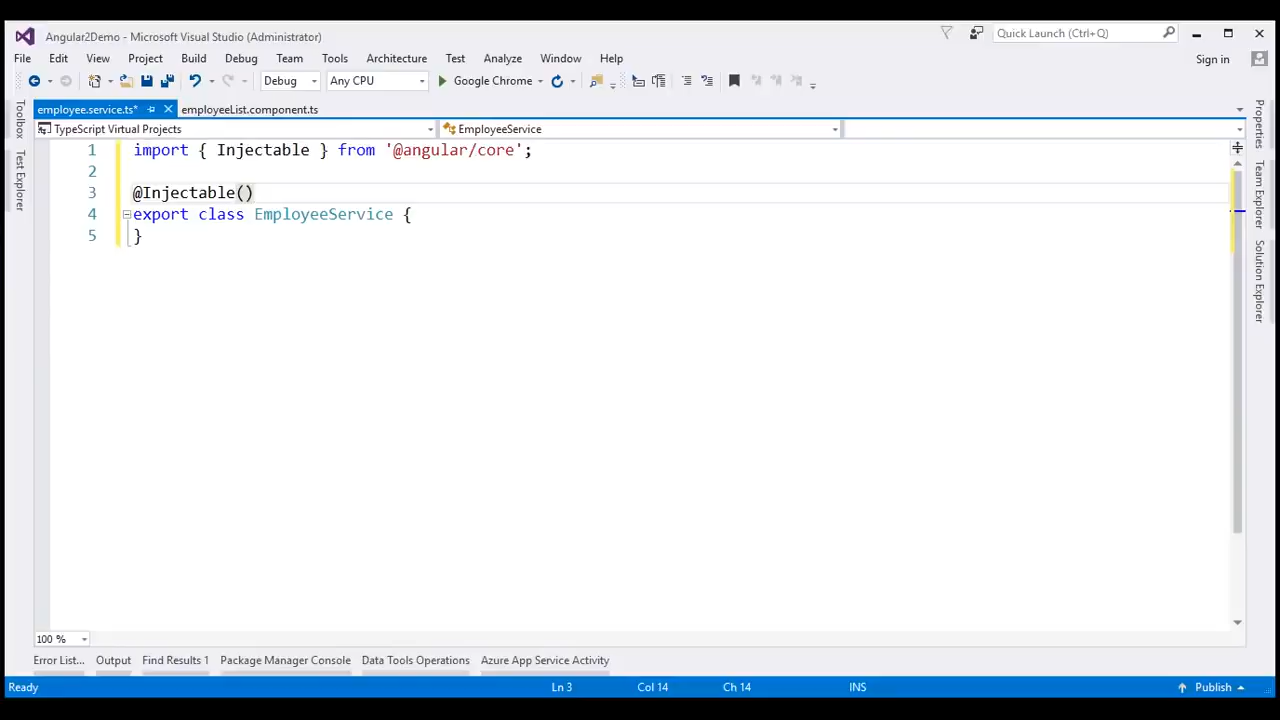 Angular2Demo - Microsoft Visual Studio (Administrator)
Quick Launch (Ctrl+Q)
File Edit View Project Build Debug Team Tools Architecture Test Analyze Window Help
Sign in
Debug Any CPU Google Chrome
employee.service.ts* employeeList.component.ts
TypeScript Virtual Projects EmployeeService
1 import { Injectable } from '@angular/core';
2
3 @Injectable()
4 export class EmployeeService {
5 }
Toolbox
Test Explorer
Properties
Team Explorer
Solution Explorer
100 %
Error List... Output Find Results 1 Package Manager Console Data Tools Operations Azure App Service Activity
Ready Ln 3 Col 14 Ch 14 INS Publish